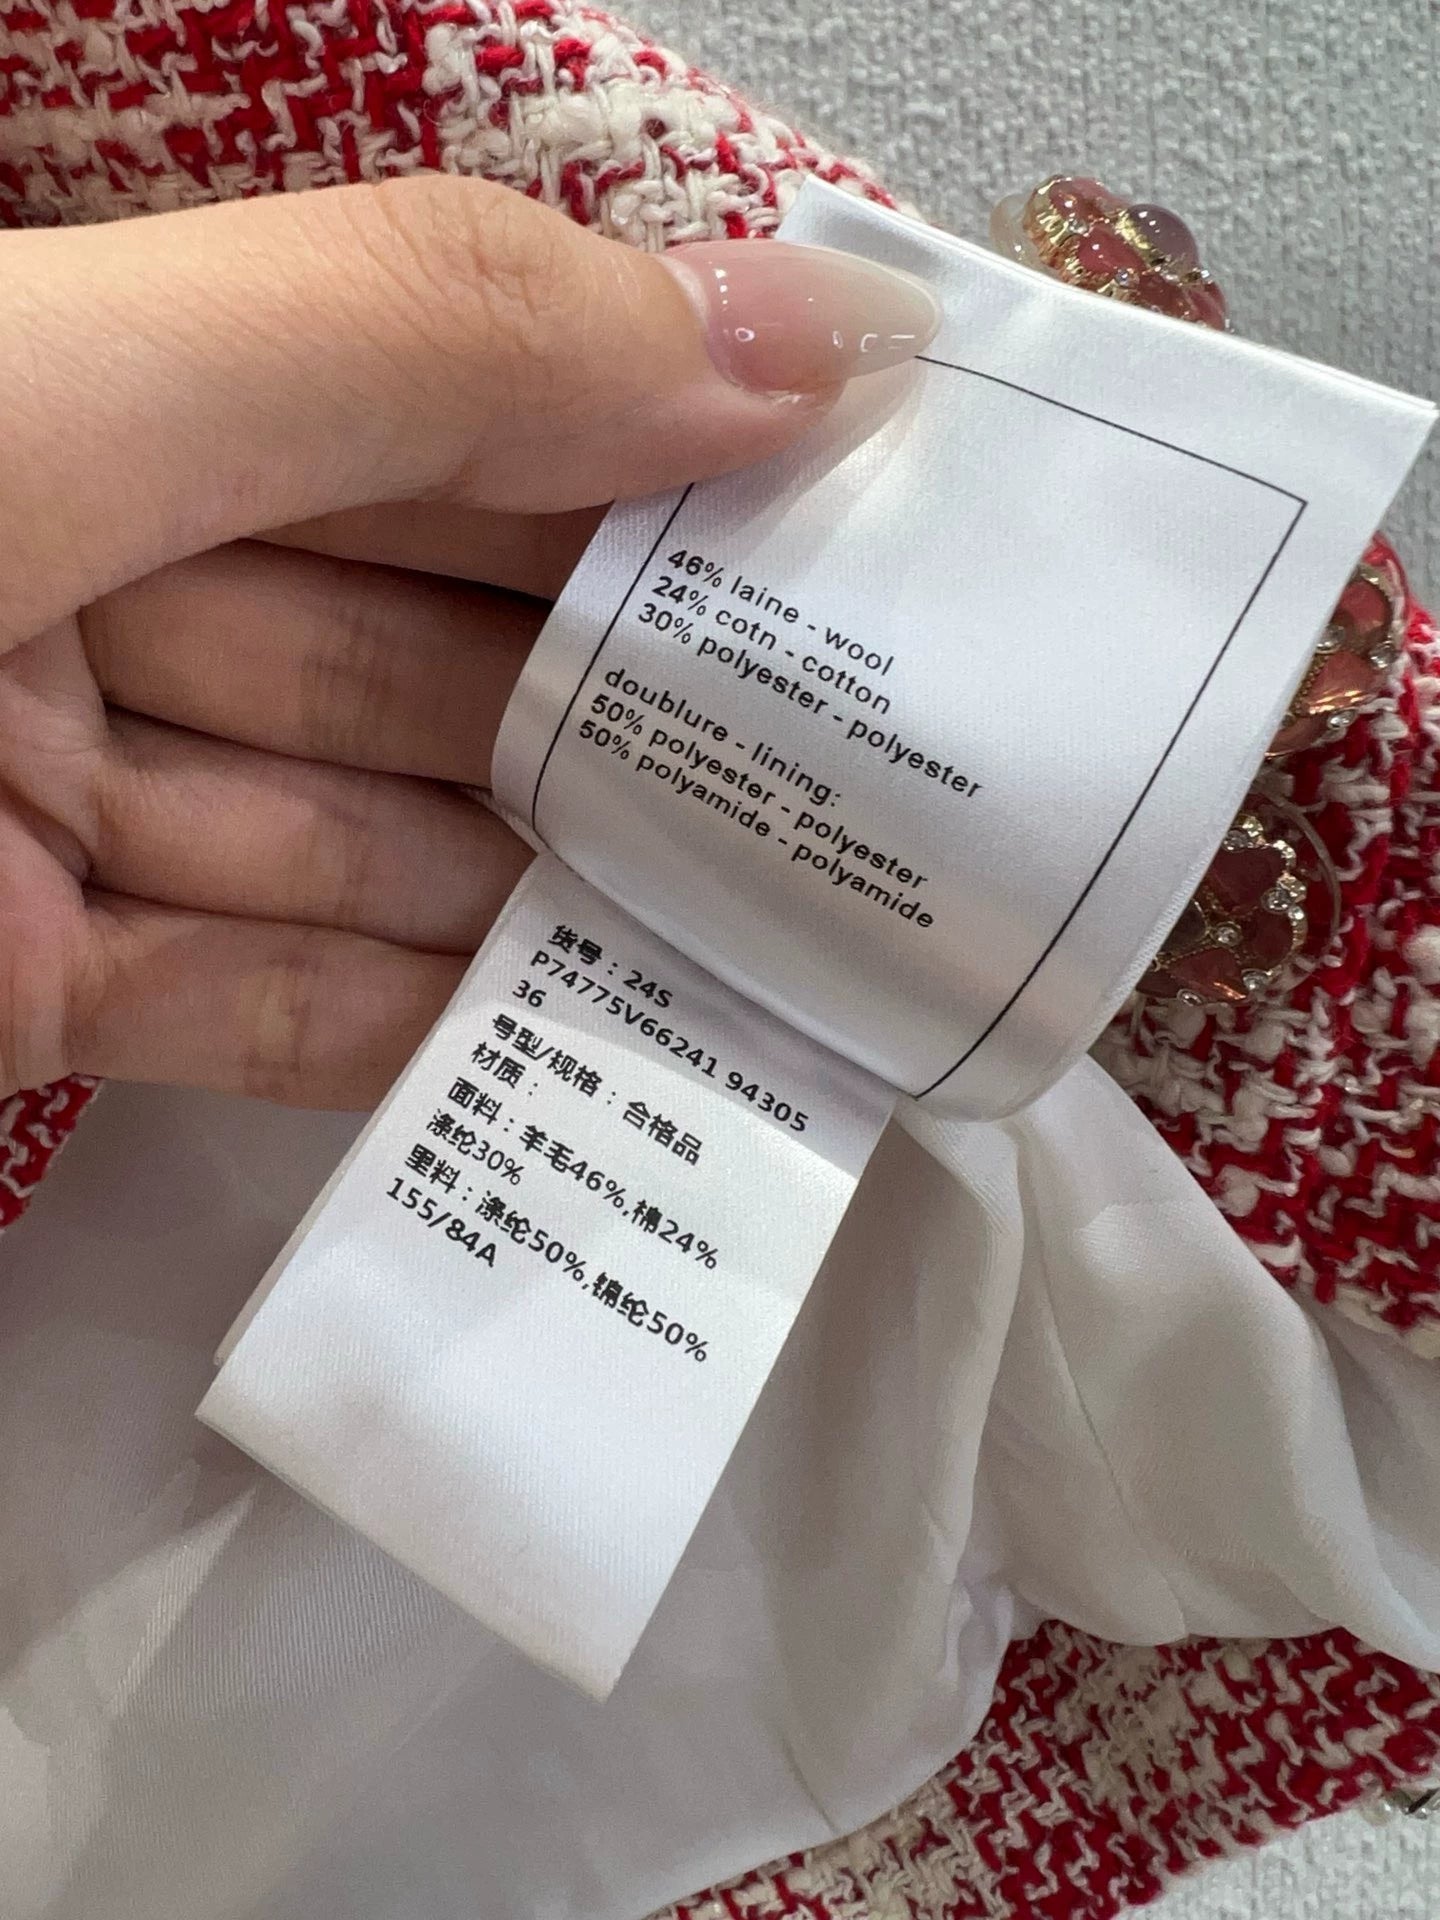 46% laine - wool
24% cotn - cotton
30% polyester - polyester
doublure - lining:
50% polyester - polyester
50% polyamide - polyamide
货号：24S
P74775V66241 94305
36
号型/规格：合格品
材质：
面料：羊毛46%,棉24%
涤纶30%
里料：涤纶50%,锦纶50%
155/84A